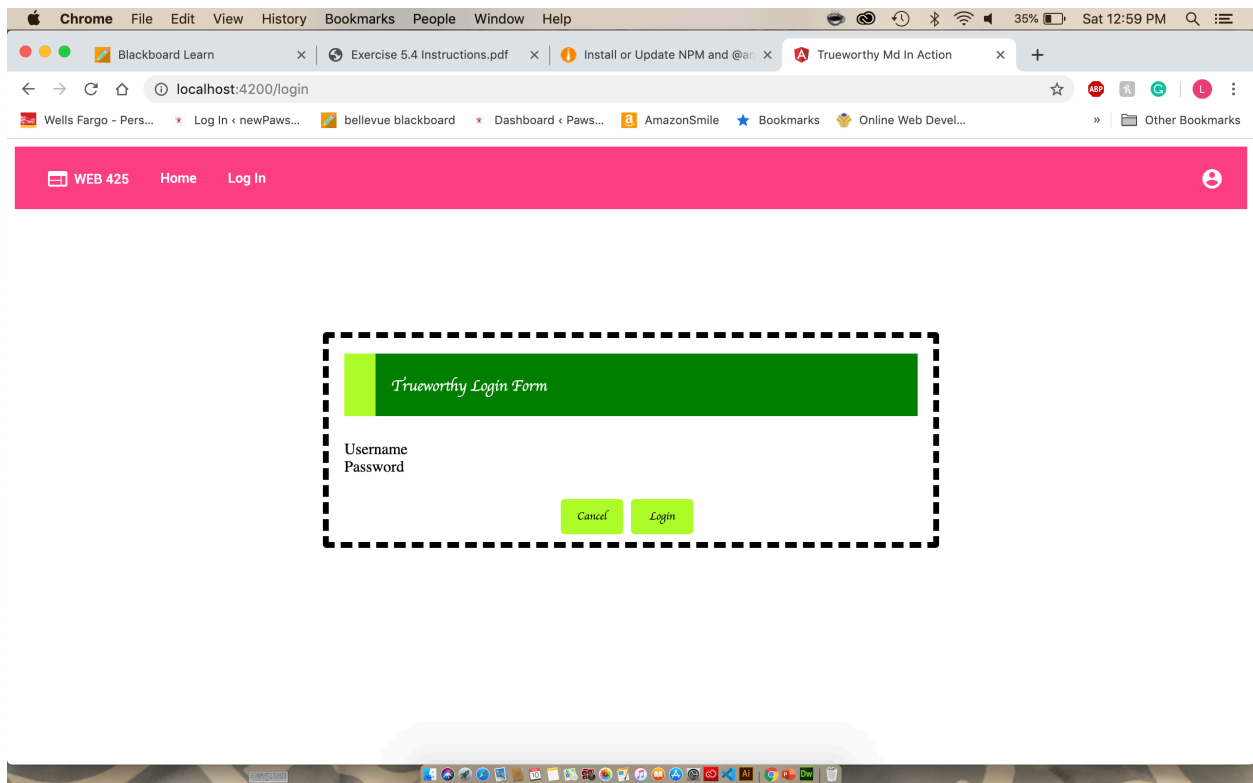 Chrome File Edit View History Bookmarks People Window Help 35% Sat 12:59 PM
Blackboard Learn Exercise 5.4 Instructions.pdf Install or Update NPM and @an Trueworthy Md In Action
localhost:4200/login ABP L
Wells Fargo - Pers... Log In ‹ newPaws... bellevue blackboard Dashboard ‹ Paws... AmazonSmile Bookmarks Online Web Devel... » Other Bookmarks
WEB 425 Home Log In
Trueworthy Login Form
Username
Password
Cancel Login